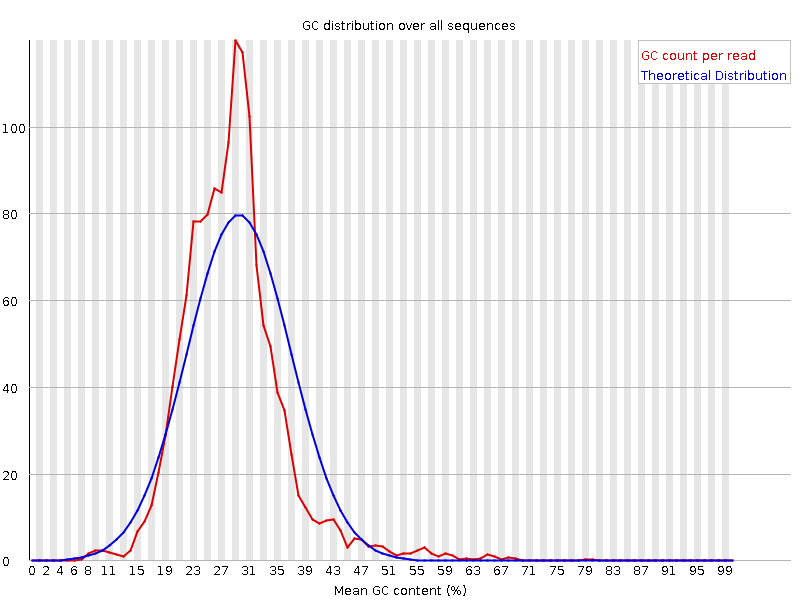 GC distribution over all sequences
GC count per read
Theoretical Distribution
100
80
60
40
20
0
0 2 4 6 8 11 15 19 23 27 31 35 39 43 47 51 55 59 63 67 71 75 79 83 87 91 95 99
Mean GC content (%)